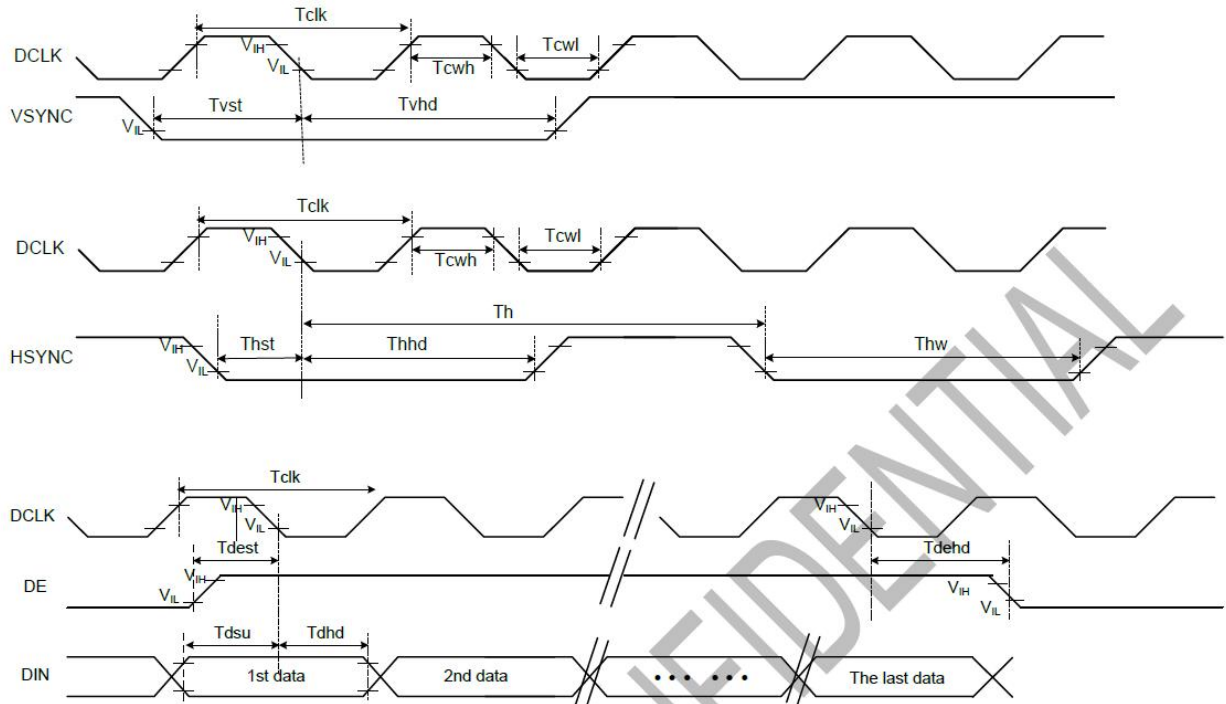 Tclk
DCLK VIH VIL Tcwh Tcwl
VSYNC VIL Tvst Tvhd
Tclk
DCLK VIH VIL Tcwh Tcwl
Th
HSYNC VIH VIL Thst Thhd Thw
Tclk
DCLK VIH VIL VIH VIL
Tdest Tdehd
DE VIH VIL VIH VIL
Tdsu Tdhd
DIN 1st data 2nd data • • • • • • The last data